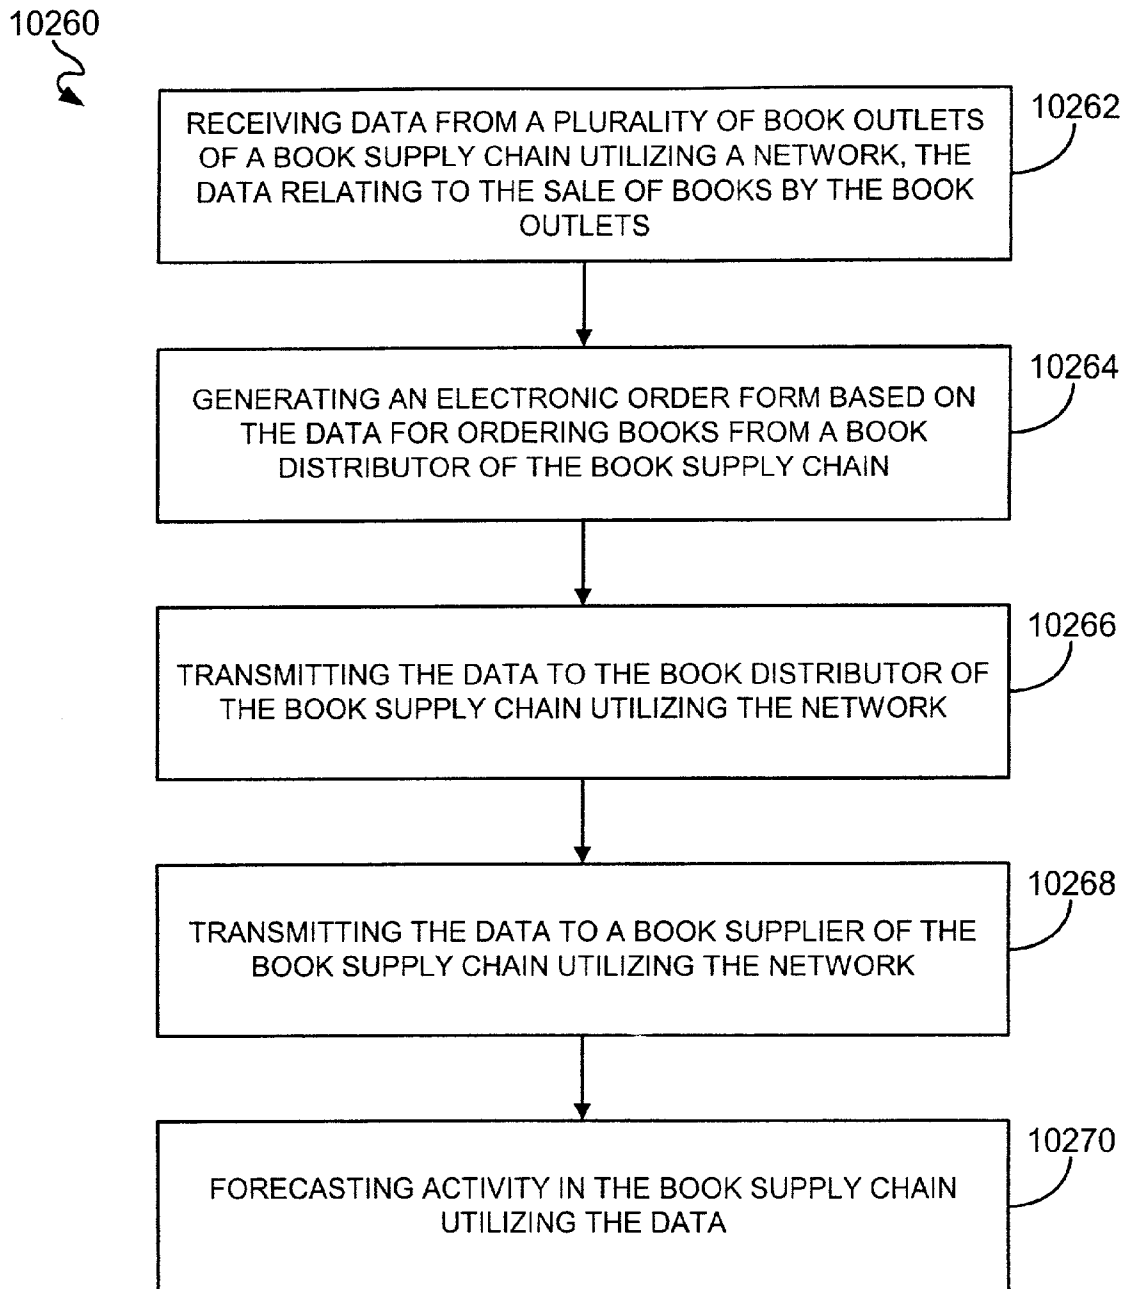 10260
RECEIVING DATA FROM A PLURALITY OF BOOK OUTLETS
OF A BOOK SUPPLY CHAIN UTILIZING A NETWORK, THE
DATA RELATING TO THE SALE OF BOOKS BY THE BOOK
OUTLETS
10262
GENERATING AN ELECTRONIC ORDER FORM BASED ON
THE DATA FOR ORDERING BOOKS FROM A BOOK
DISTRIBUTOR OF THE BOOK SUPPLY CHAIN
10264
TRANSMITTING THE DATA TO THE BOOK DISTRIBUTOR OF
THE BOOK SUPPLY CHAIN UTILIZING THE NETWORK
10266
TRANSMITTING THE DATA TO A BOOK SUPPLIER OF THE
BOOK SUPPLY CHAIN UTILIZING THE NETWORK
10268
FORECASTING ACTIVITY IN THE BOOK SUPPLY CHAIN
UTILIZING THE DATA
10270